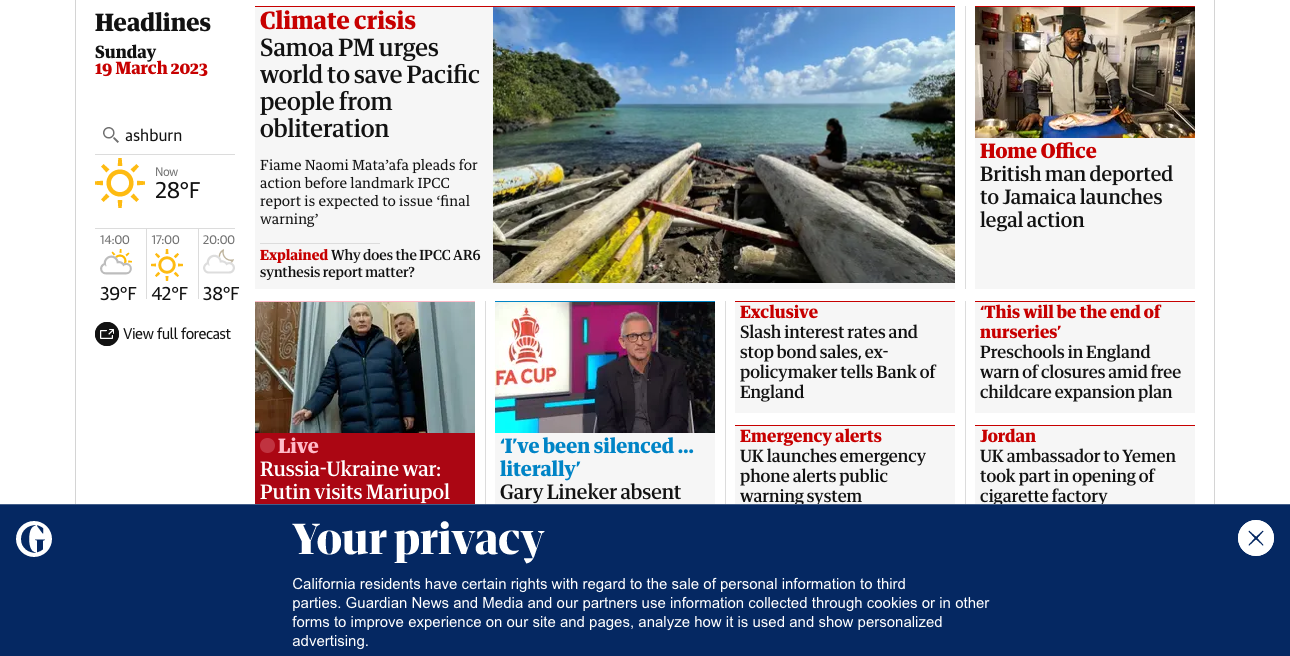 Headlines
Sunday
19 March 2023
ashburn
Now
28°F
14:00
17:00
20:00
39°F
42°F
38°F
View full forecast
Climate crisis
Samoa PM urges
world to save Pacific
people from
obliteration
Fiame Naomi Mata’afa pleads for
action before landmark IPCC
report is expected to issue ‘final
warning’
Explained Why does the IPCC AR6
synthesis report matter?
Home Office
British man deported
to Jamaica launches
legal action
Live
Russia-Ukraine war:
Putin visits Mariupol
FA CUP
‘I’ve been silenced ...
literally’
Gary Lineker absent
Exclusive
Slash interest rates and
stop bond sales, ex-
policymaker tells Bank of
England
Emergency alerts
UK launches emergency
phone alerts public
warning system
‘This will be the end of
nurseries’
Preschools in England
warn of closures amid free
childcare expansion plan
Jordan
UK ambassador to Yemen
took part in opening of
cigarette factory
G
Your privacy
California residents have certain rights with regard to the sale of personal information to third
parties. Guardian News and Media and our partners use information collected through cookies or in other
forms to improve experience on our site and pages, analyze how it is used and show personalized
advertising.